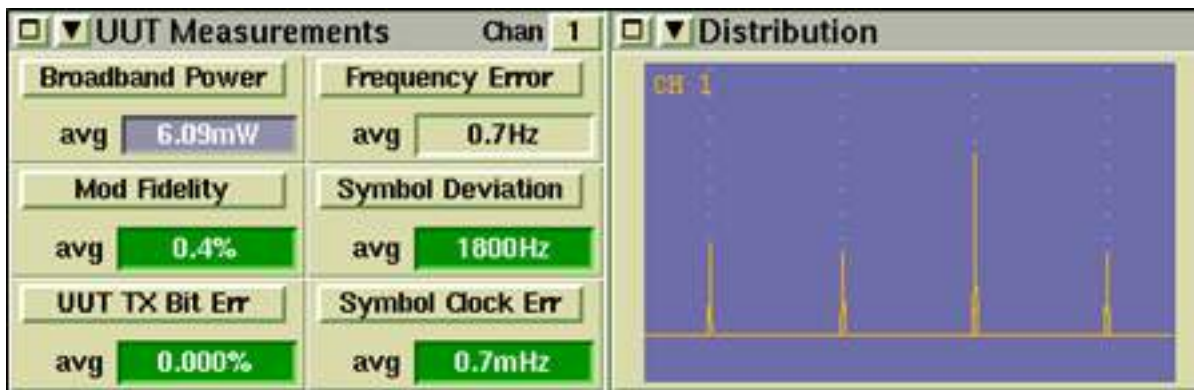 UUT Measurements Chan 1
Broadband Power
avg 6.09mW
Frequency Error
avg 0.7Hz
Mod Fidelity
avg 0.4%
Symbol Deviation
avg 1800Hz
UUT TX Bit Err
avg 0.000%
Symbol Clock Err
avg 0.7mHz
Distribution
CH 1